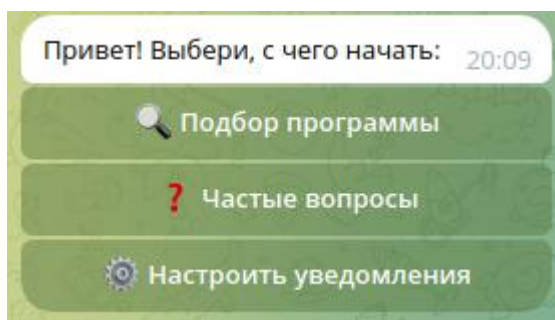 Привет! Выбери, с чего начать: 20:09
🔍 Подбор программы
❓ Частые вопросы
⚙️ Настроить уведомления